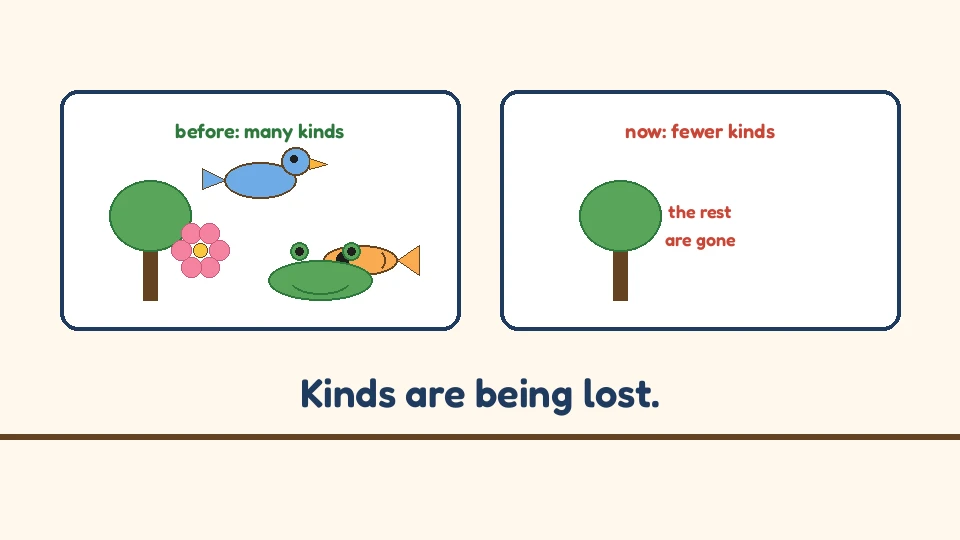 before: many kinds
now: fewer kinds
the rest
are gone
Kinds are being lost.